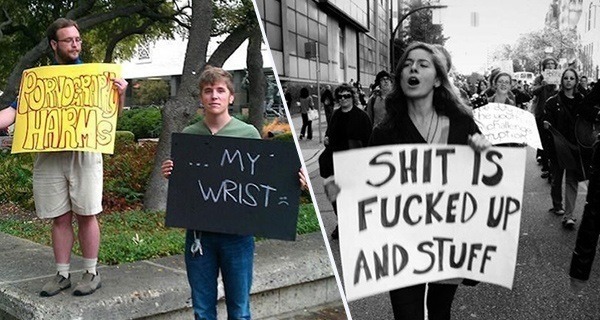 PORNOGRAPHY
HARMS
... MY
WRIST :(
SHIT IS
FUCKED UP
AND STUFF